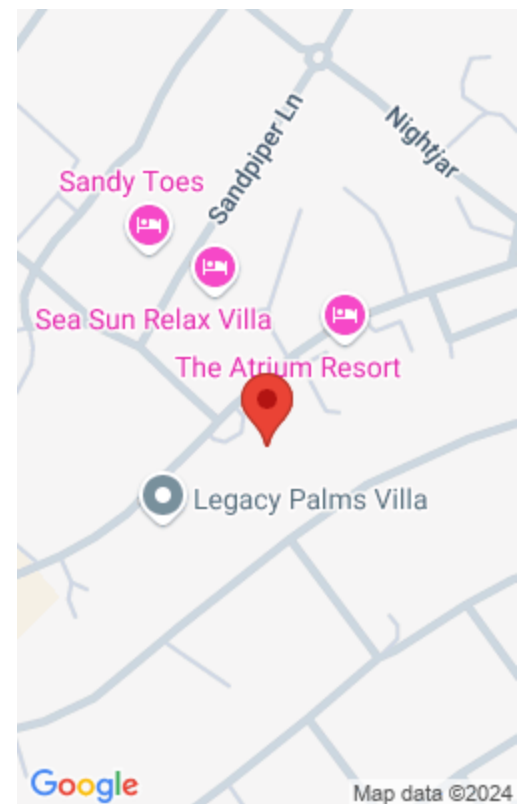 Nightjar
Sandpiper Ln
Sandy Toes
Sea Sun Relax Villa
The Atrium Resort
Legacy Palms Villa
Google
Map data ©2024